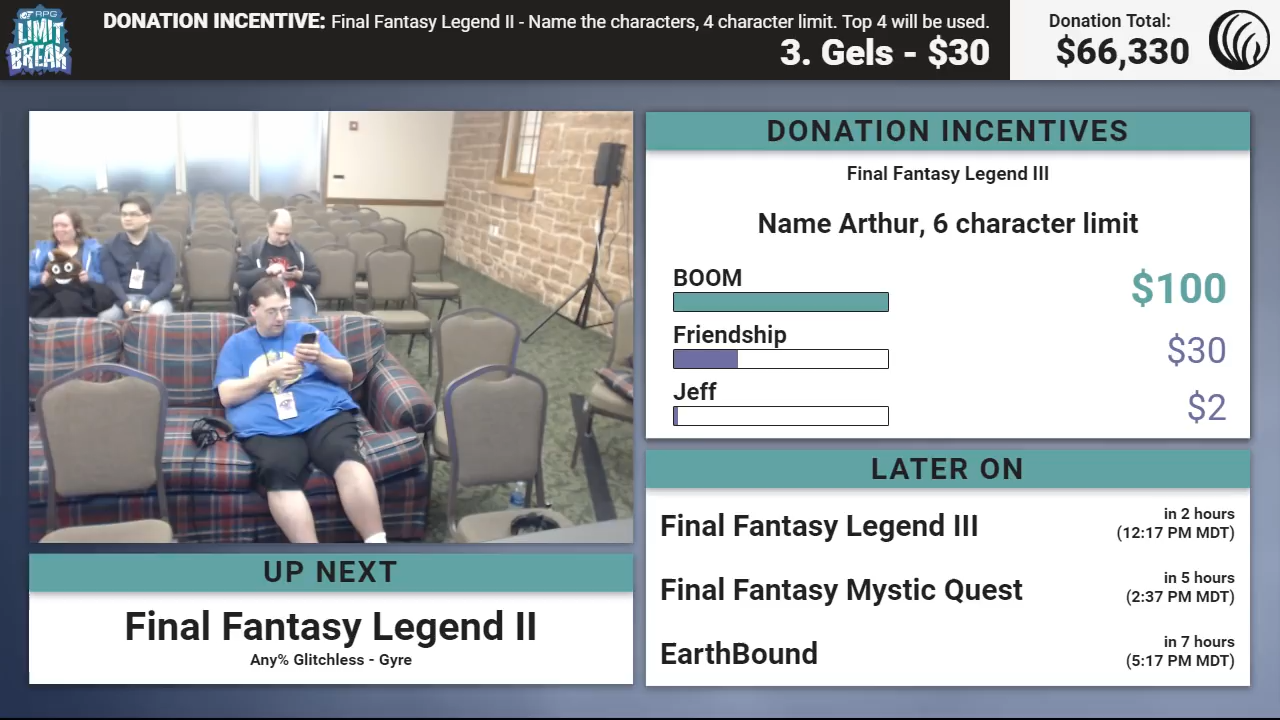 RPG
LIMIT
BREAK
DONATION INCENTIVE: Final Fantasy Legend II - Name the characters, 4 character limit. Top 4 will be used.
3. Gels - $30
Donation Total:
$66,330
DONATION INCENTIVES
Final Fantasy Legend III
Name Arthur, 6 character limit
BOOM
$100
Friendship
$30
Jeff
$2
UP NEXT
Final Fantasy Legend II
Any% Glitchless - Gyre
LATER ON
Final Fantasy Legend III
in 2 hours
(12:17 PM MDT)
Final Fantasy Mystic Quest
in 5 hours
(2:37 PM MDT)
EarthBound
in 7 hours
(5:17 PM MDT)